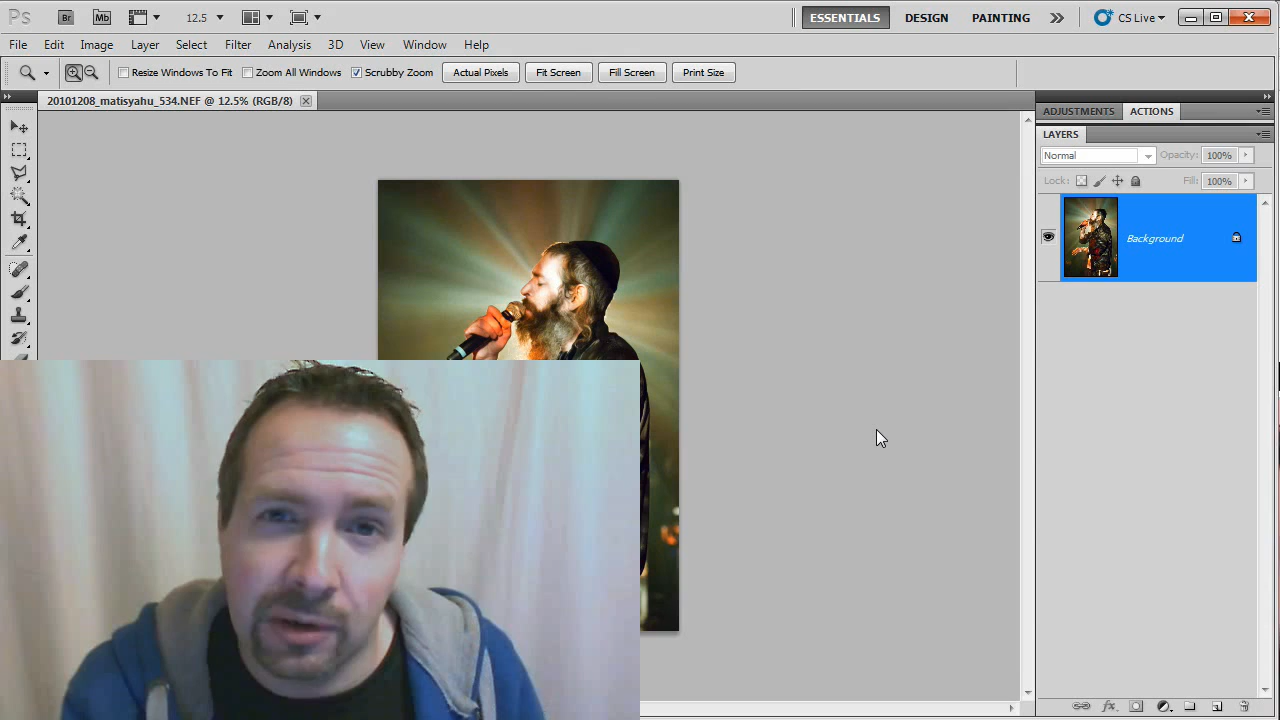 Ps Br Mb 12.5 ESSENTIALS DESIGN PAINTING CS Live
File Edit Image Layer Select Filter Analysis 3D View Window Help
Resize Windows To Fit Zoom All Windows Scrubby Zoom Actual Pixels Fit Screen Fill Screen Print Size
20101208_matisyahu_534.NEF @ 12.5% (RGB/8)
ADJUSTMENTS ACTIONS
LAYERS
Normal Opacity: 100%
Lock: Fill: 100%
Background
fx